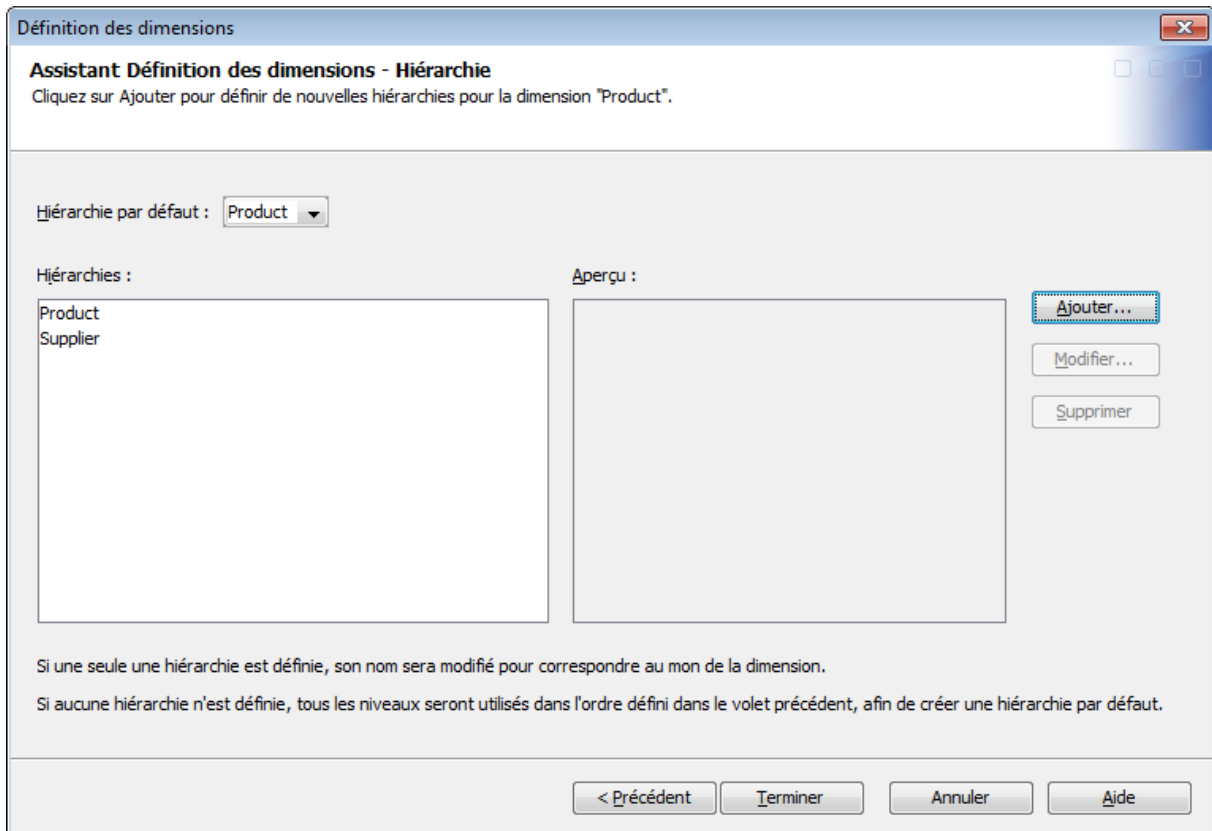 Définition des dimensions
Assistant Définition des dimensions - Hiérarchie
Cliquez sur Ajouter pour définir de nouvelles hiérarchies pour la dimension "Product".
Hiérarchie par défaut : Product
Hiérarchies :
Aperçu :
Product
Supplier
Ajouter...
Modifier...
Supprimer
Si une seule une hiérarchie est définie, son nom sera modifié pour correspondre au mon de la dimension.
Si aucune hiérarchie n'est définie, tous les niveaux seront utilisés dans l'ordre défini dans le volet précédent, afin de créer une hiérarchie par défaut.
< Précédent
Terminer
Annuler
Aide